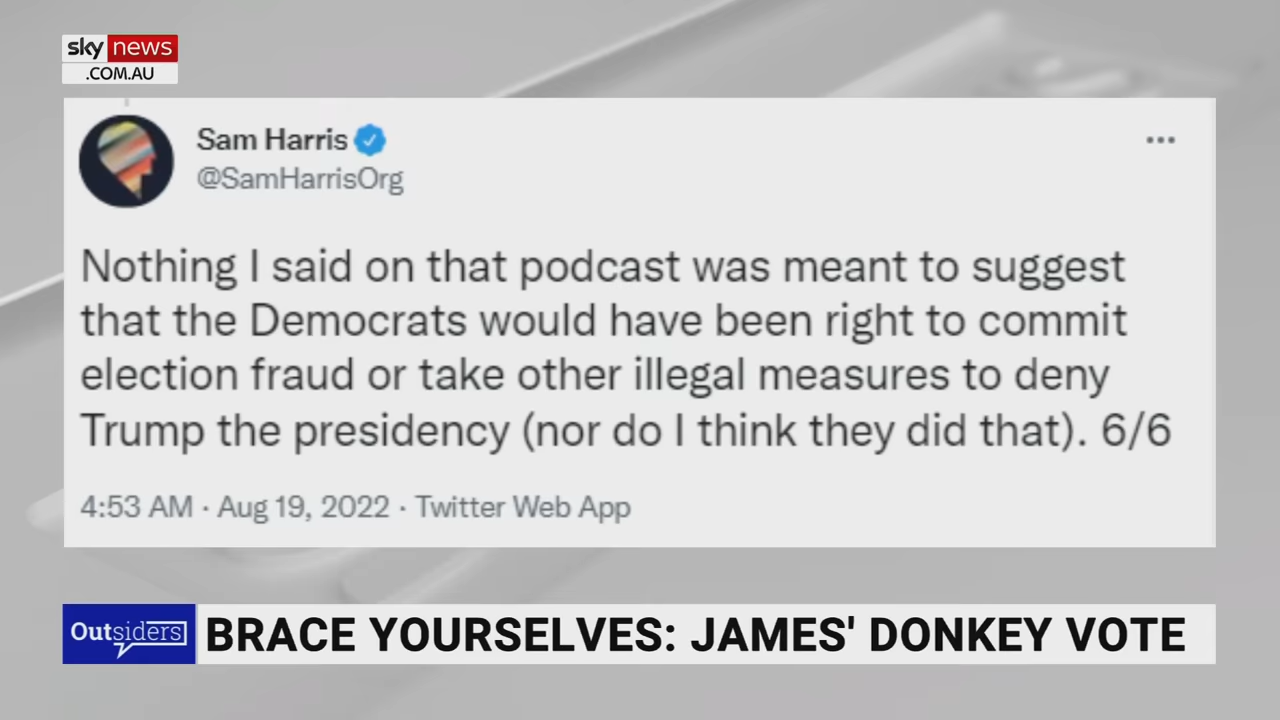 sky news
.COM.AU
Sam Harris
@SamHarrisOrg
Nothing I said on that podcast was meant to suggest
that the Democrats would have been right to commit
election fraud or take other illegal measures to deny
Trump the presidency (nor do I think they did that). 6/6
4:53 AM · Aug 19, 2022 · Twitter Web App
Outsiders
BRACE YOURSELVES: JAMES' DONKEY VOTE